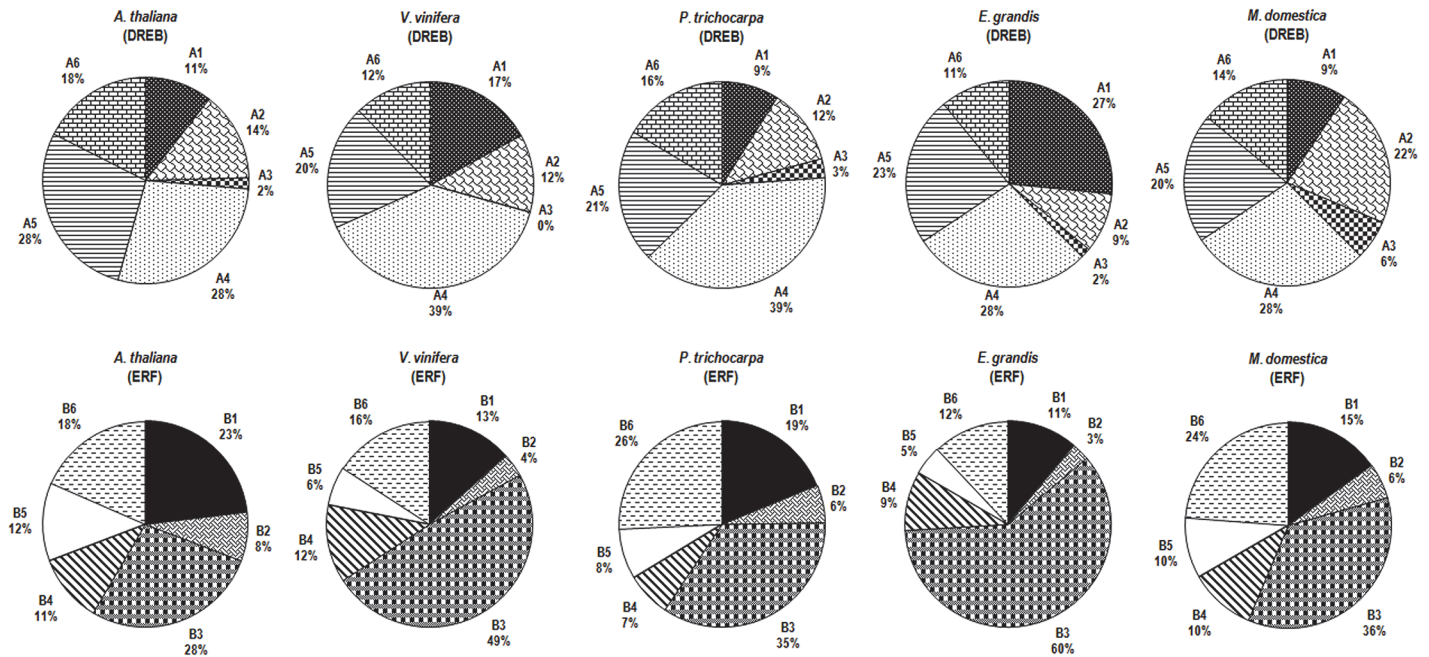 A. thaliana
(DREB)
A1
11%
A2
14%
A3
2%
A4
28%
A5
28%
A6
18%
V. vinifera
(DREB)
A1
17%
A2
12%
A3
0%
A4
39%
A5
20%
A6
12%
P. trichocarpa
(DREB)
A1
9%
A2
12%
A3
3%
A4
39%
A5
21%
A6
16%
E. grandis
(DREB)
A1
27%
A2
9%
A3
2%
A4
28%
A5
23%
A6
11%
M. domestica
(DREB)
A1
9%
A2
22%
A3
6%
A4
28%
A5
20%
A6
14%
A. thaliana
(ERF)
B1
23%
B2
8%
B3
28%
B4
11%
B5
12%
B6
18%
V. vinifera
(ERF)
B1
13%
B2
4%
B3
49%
B4
12%
B5
6%
B6
16%
P. trichocarpa
(ERF)
B1
19%
B2
6%
B3
35%
B4
7%
B5
8%
B6
26%
E. grandis
(ERF)
B1
11%
B2
3%
B3
60%
B4
9%
B5
5%
B6
12%
M. domestica
(ERF)
B1
15%
B2
6%
B3
36%
B4
10%
B5
10%
B6
24%